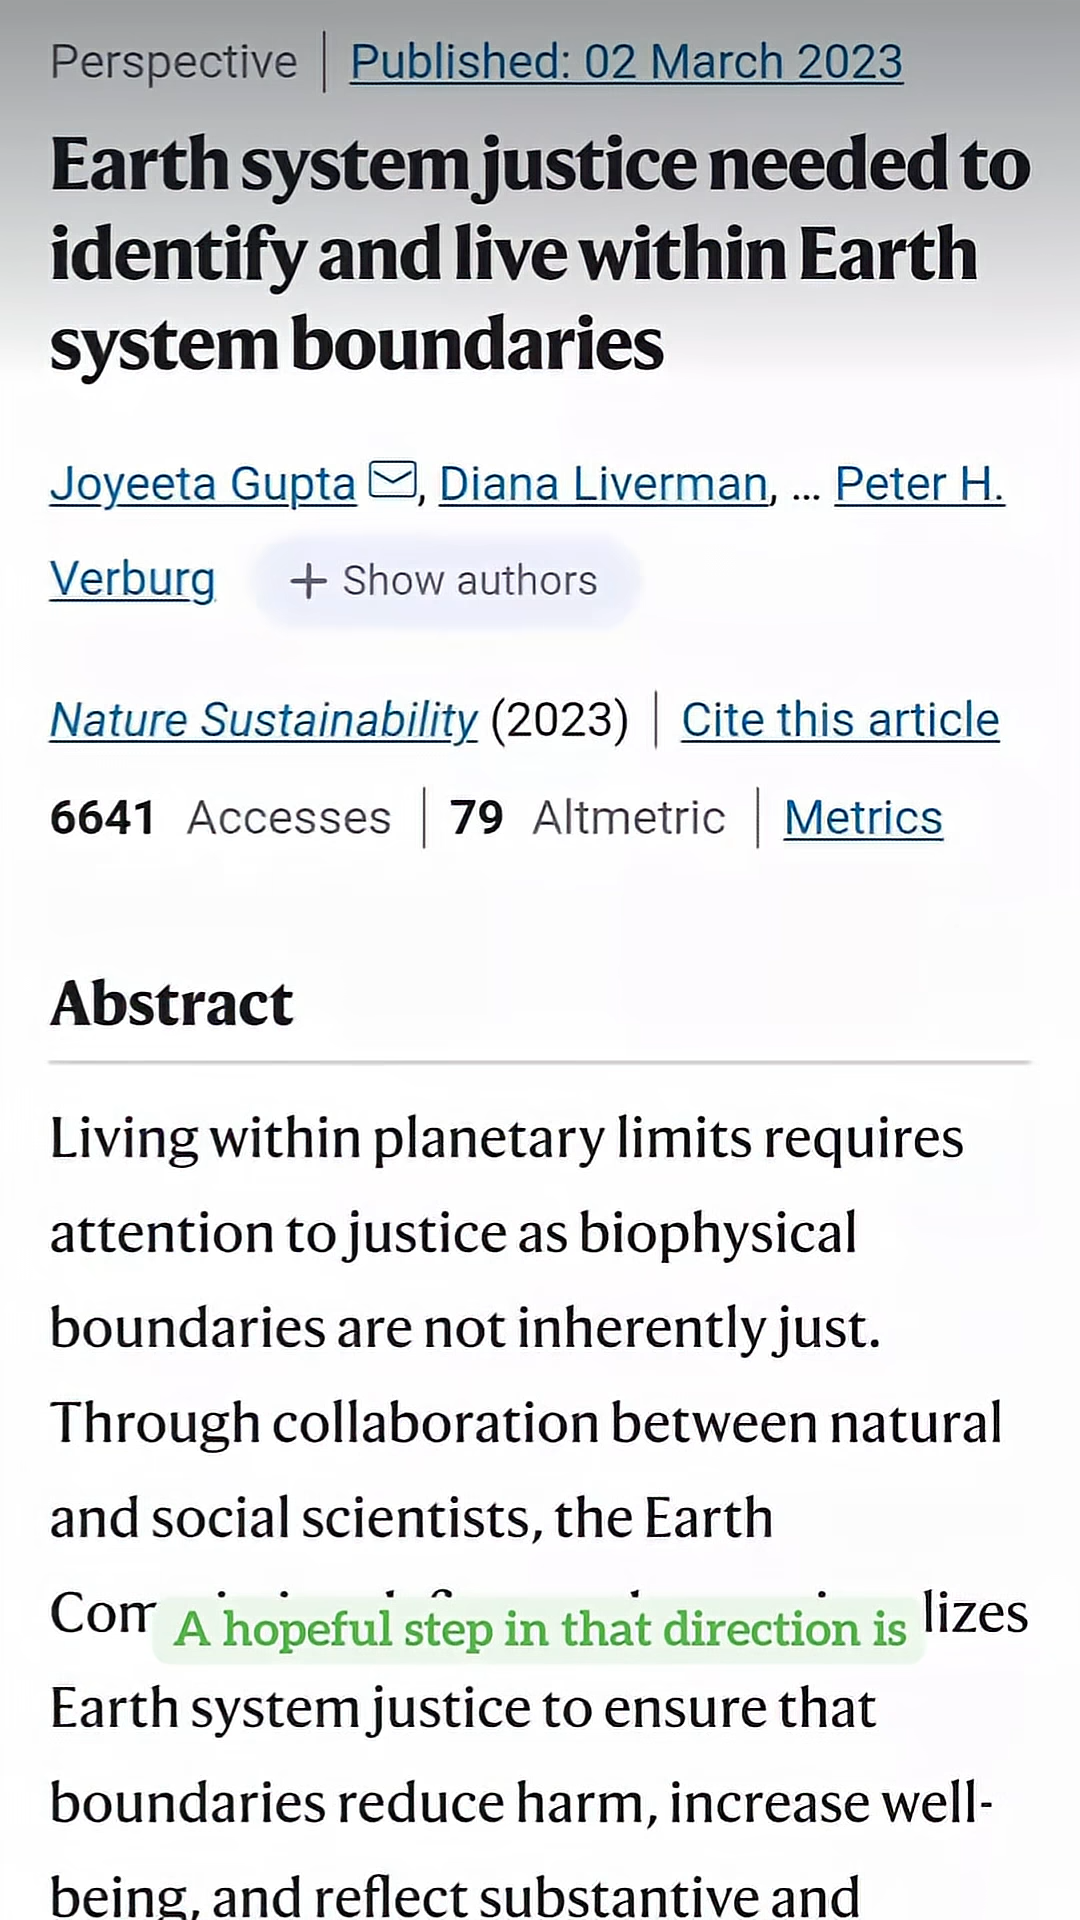 Perspective | Published: 02 March 2023
Earth system justice needed to
identify and live within Earth
system boundaries
Joyeeta Gupta, Diana Liverman, ... Peter H.
Verburg + Show authors
Nature Sustainability (2023) | Cite this article
6641 Accesses | 79 Altmetric | Metrics
Abstract
Living within planetary limits requires
attention to justice as biophysical
boundaries are not inherently just.
Through collaboration between natural
and social scientists, the Earth
A hopeful step in that direction is
Earth system justice to ensure that
boundaries reduce harm, increase well-
being, and reflect substantive and